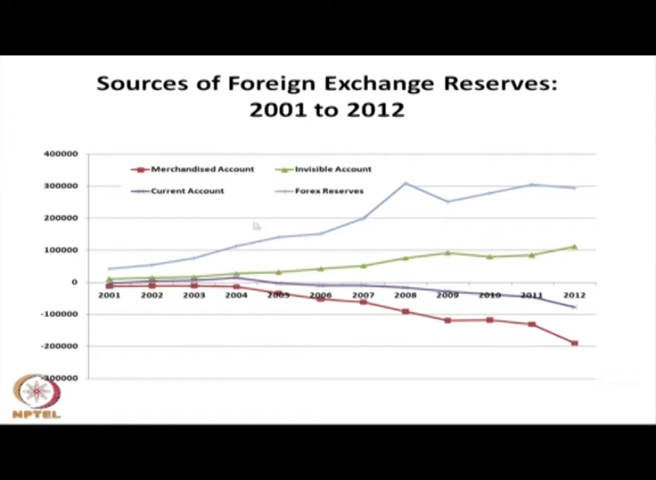 Sources of Foreign Exchange Reserves:
2001 to 2012
400000
Merchandised Account
Invisible Account
Current Account
Forex Reserves
300000
200000
100000
0
2001 2002 2003 2004 2005 2006 2007 2008 2009 2010 2011 2012
-100000
-200000
-300000
NPTEL